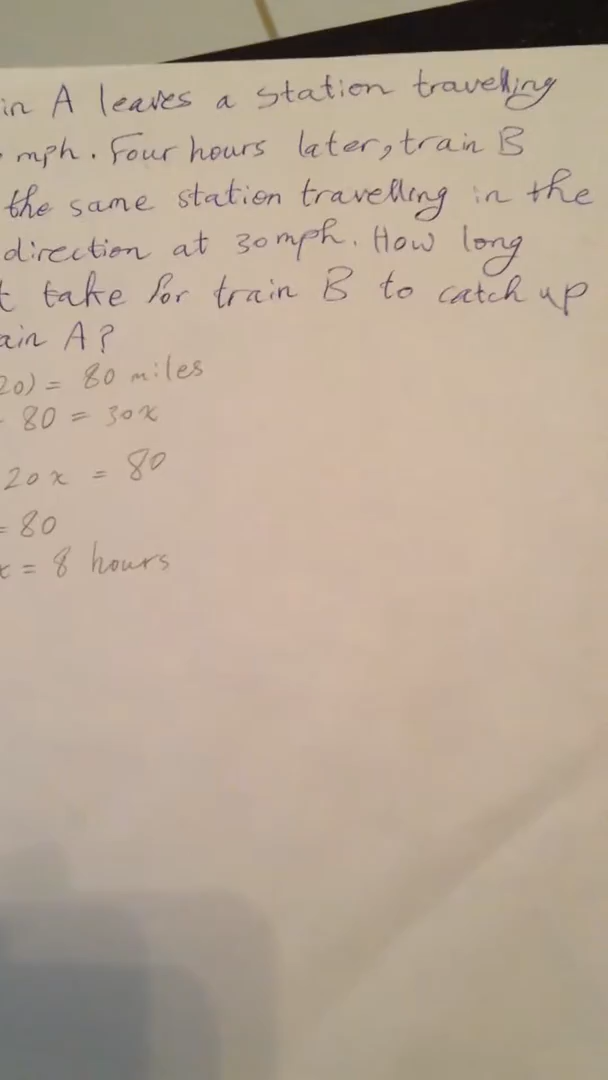 in A leaves a station travelling
mph. Four hours later, train B
the same station travelling in the
direction at 30mph. How long
t take for train B to catch up
ain A?
20) = 80 miles
- 80 = 30x
20x = 80
= 80
x = 8 hours